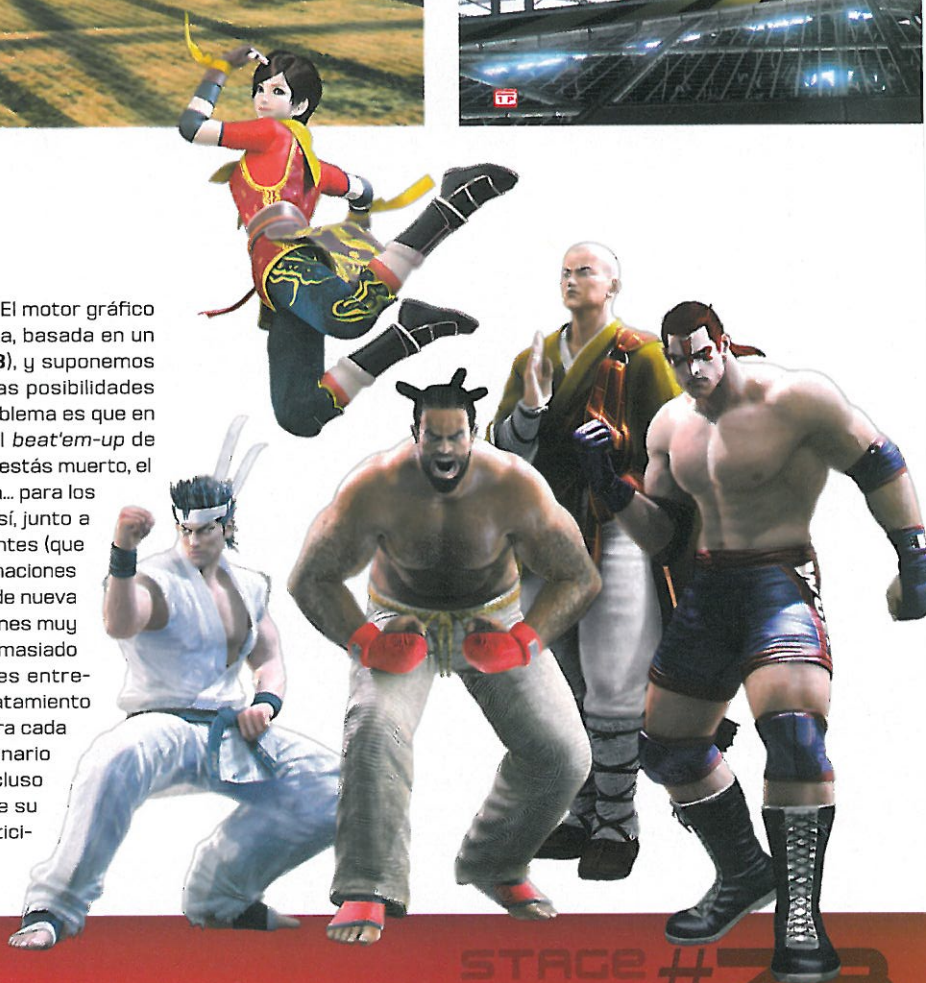 1 P
El motor gráfico
a, basada en un
3), y suponemos
as posibilidades
blema es que en
l beat'em-up de
estás muerto, el
... para los
sí, junto a
ntes (que
naciones
de nueva
nes muy
masiado
es entre-
atamiento
ra cada
nario
cluso
e su
tici-
STAGE #